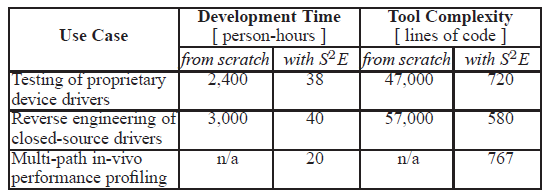 Use Case
Development Time
[ person-hours ]
Tool Complexity
[ lines of code ]
from scratch with S²E from scratch with S²E
Testing of proprietary
device drivers
2,400 38 47,000 720
Reverse engineering of
closed-source drivers
3,000 40 57,000 580
Multi-path in-vivo
performance profiling
n/a 20 n/a 767